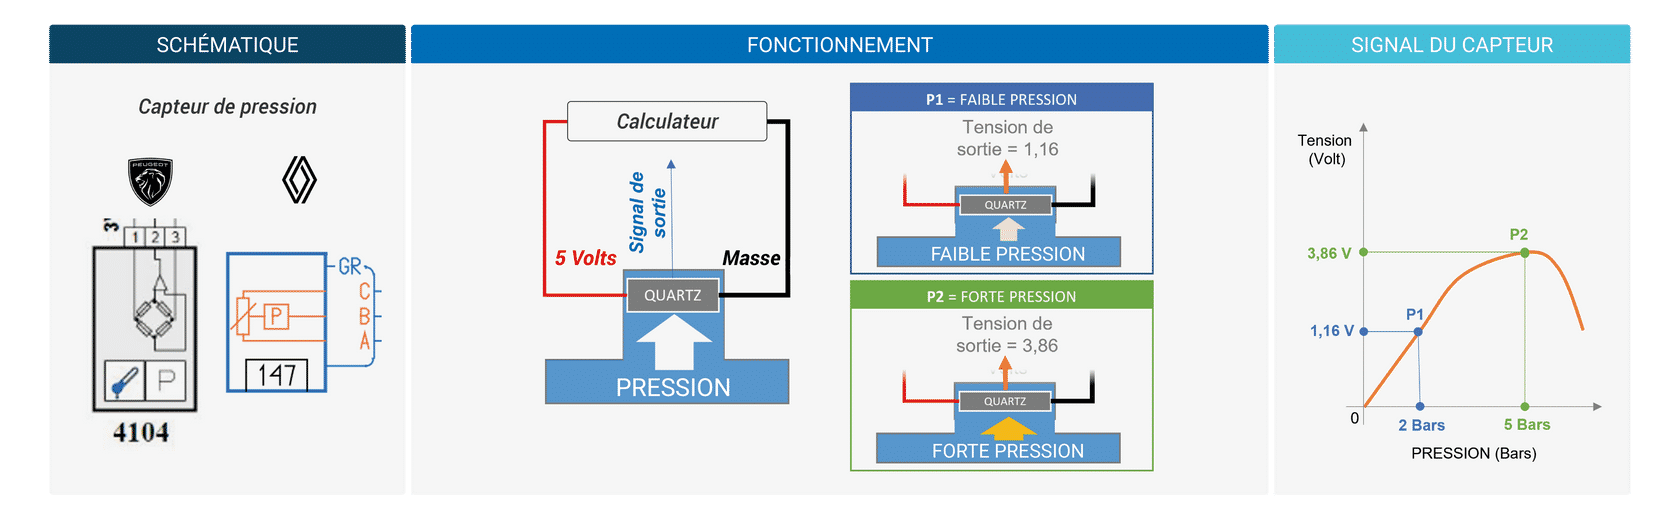 SCHÉMATIQUE
Capteur de pression
PEUGEOT
1 2 3
P
4104
GR
C
B
A
P
147
FONCTIONNEMENT
Calculateur
Signal de
sortie
5 Volts
Masse
QUARTZ
PRESSION
P1 = FAIBLE PRESSION
Tension de
sortie = 1,16
QUARTZ
FAIBLE PRESSION
P2 = FORTE PRESSION
Tension de
sortie = 3,86
QUARTZ
FORTE PRESSION
SIGNAL DU CAPTEUR
Tension
(Volt)
P2
3,86 V
P1
1,16 V
0
2 Bars
5 Bars
PRESSION (Bars)